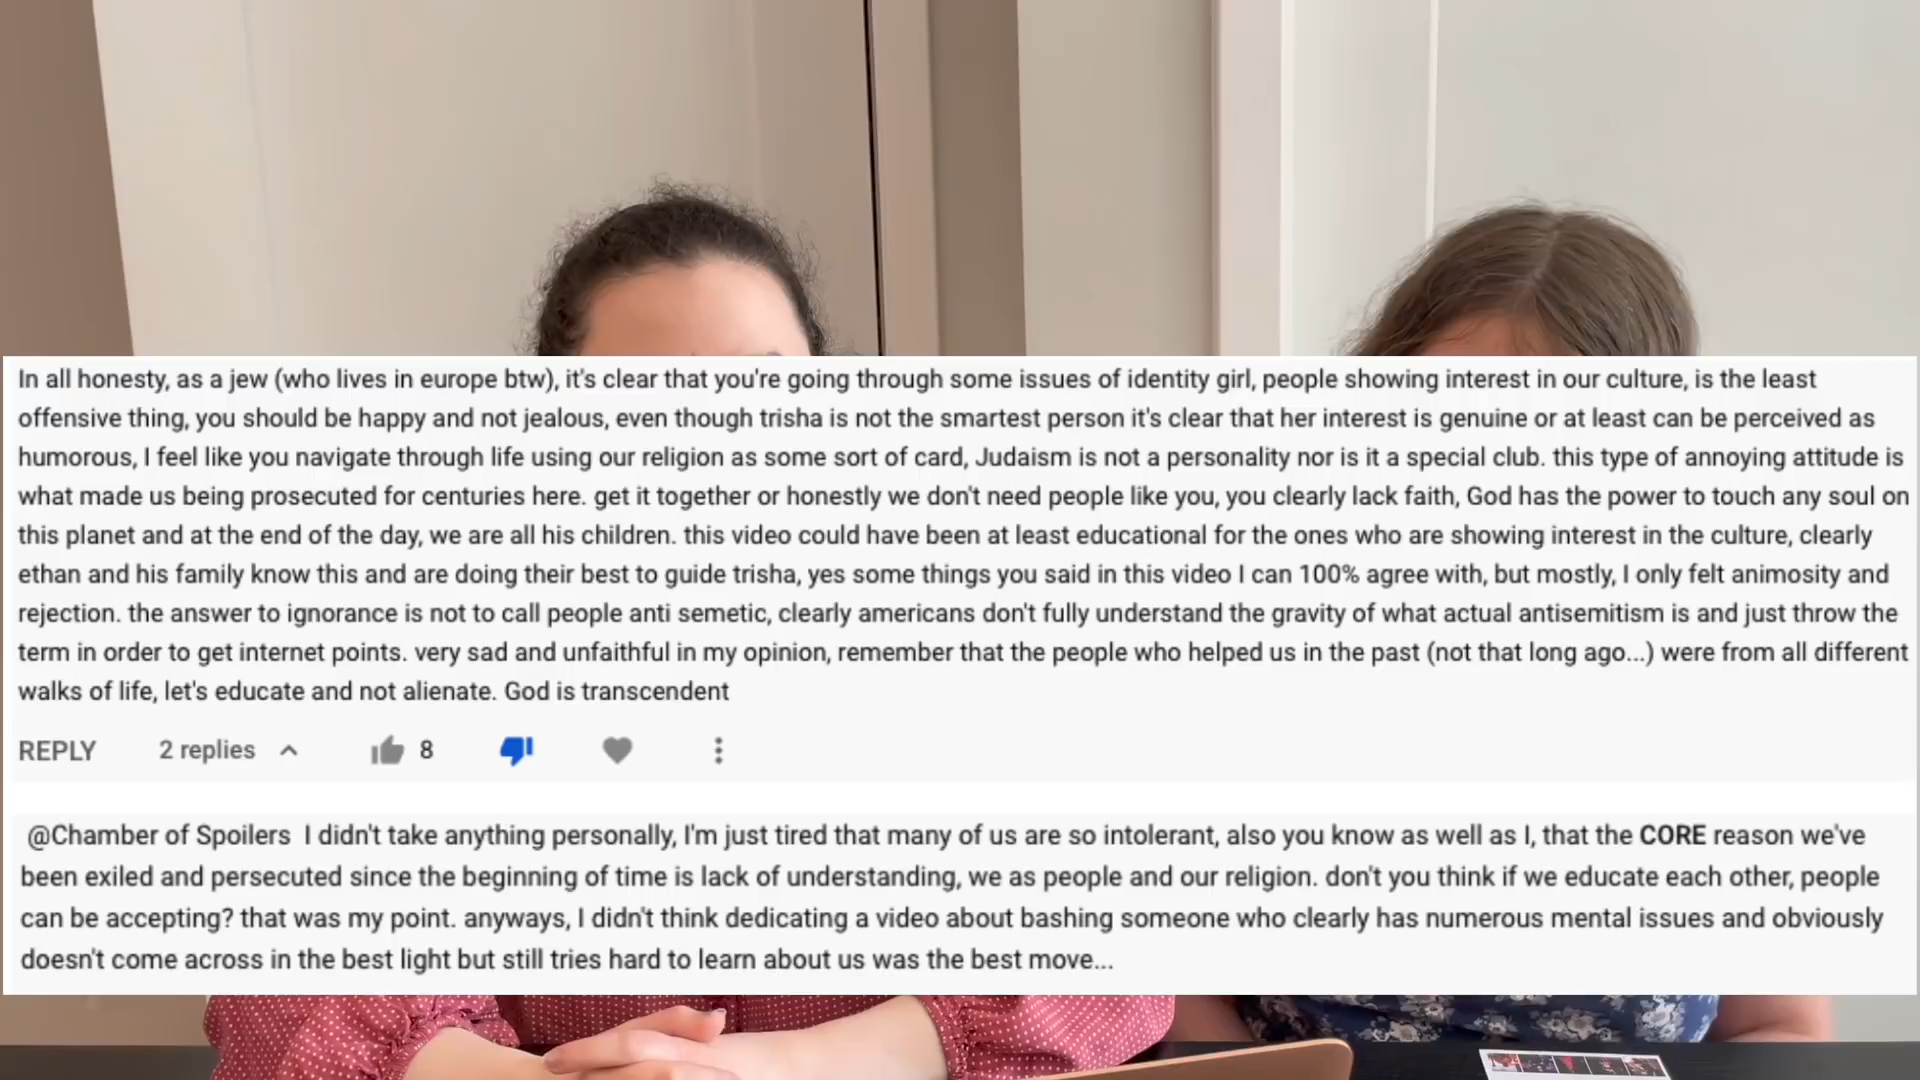 In all honesty, as a jew (who lives in europe btw), it's clear that you're going through some issues of identity girl, people showing interest in our culture, is the least
offensive thing, you should be happy and not jealous, even though trisha is not the smartest person it's clear that her interest is genuine or at least can be perceived as
humorous, I feel like you navigate through life using our religion as some sort of card, Judaism is not a personality nor is it a special club. this type of annoying attitude is
what made us being prosecuted for centuries here. get it together or honestly we don't need people like you, you clearly lack faith, God has the power to touch any soul on
this planet and at the end of the day, we are all his children. this video could have been at least educational for the ones who are showing interest in the culture, clearly
ethan and his family know this and are doing their best to guide trisha, yes some things you said in this video I can 100% agree with, but mostly, I only felt animosity and
rejection. the answer to ignorance is not to call people anti semetic, clearly americans don't fully understand the gravity of what actual antisemitism is and just throw the
term in order to get internet points. very sad and unfaithful in my opinion, remember that the people who helped us in the past (not that long ago...) were from all different
walks of life, let's educate and not alienate. God is transcendent
REPLY 2 replies 8
@Chamber of Spoilers I didn't take anything personally, I'm just tired that many of us are so intolerant, also you know as well as I, that the CORE reason we've
been exiled and persecuted since the beginning of time is lack of understanding, we as people and our religion. don't you think if we educate each other, people
can be accepting? that was my point. anyways, I didn't think dedicating a video about bashing someone who clearly has numerous mental issues and obviously
doesn't come across in the best light but still tries hard to learn about us was the best move...